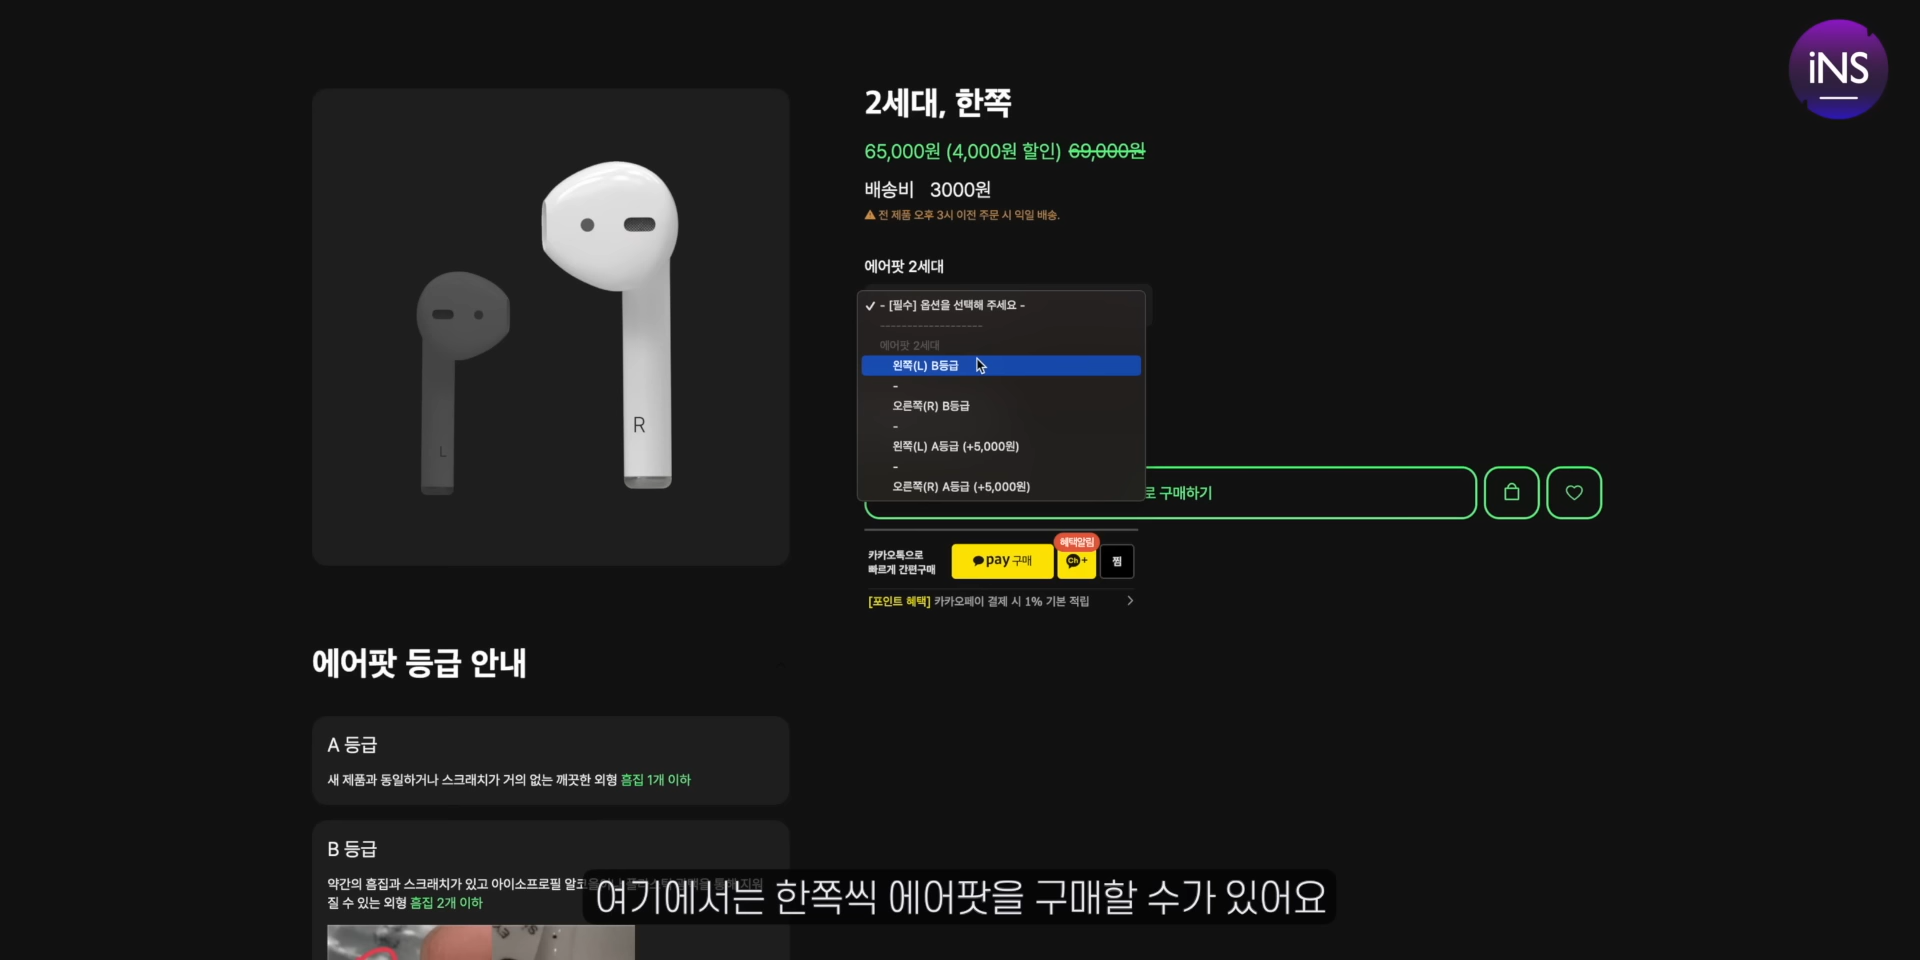 iNS
2세대, 한쪽
65,000원 (4,000원 할인) 69,000원
배송비 3000원
전 제품 오후 3시 이전 주문 시 익일 배송.
에어팟 2세대
✓ - [필수] 옵션을 선택해 주세요 -
-------------------
에어팟 2세대
왼쪽(L) B등급
-
오른쪽(R) B등급
-
왼쪽(L) A등급 (+5,000원)
-
오른쪽(R) A등급 (+5,000원)
로 구매하기
R
L
카카오톡으로
빠르게 간편구매
pay 구매
혜택알림
Ch+
찜
[포인트 혜택] 카카오페이 결제 시 1% 기본 적립
에어팟 등급 안내
A 등급
새 제품과 동일하거나 스크래치가 거의 없는 깨끗한 외형 흠집 1개 이하
B 등급
약간의 흠집과 스크래치가 있고 아이소프로필 알코
질 수 있는 외형 흠집 2개 이하
여기에서는 한쪽씩 에어팟을 구매할 수가 있어요